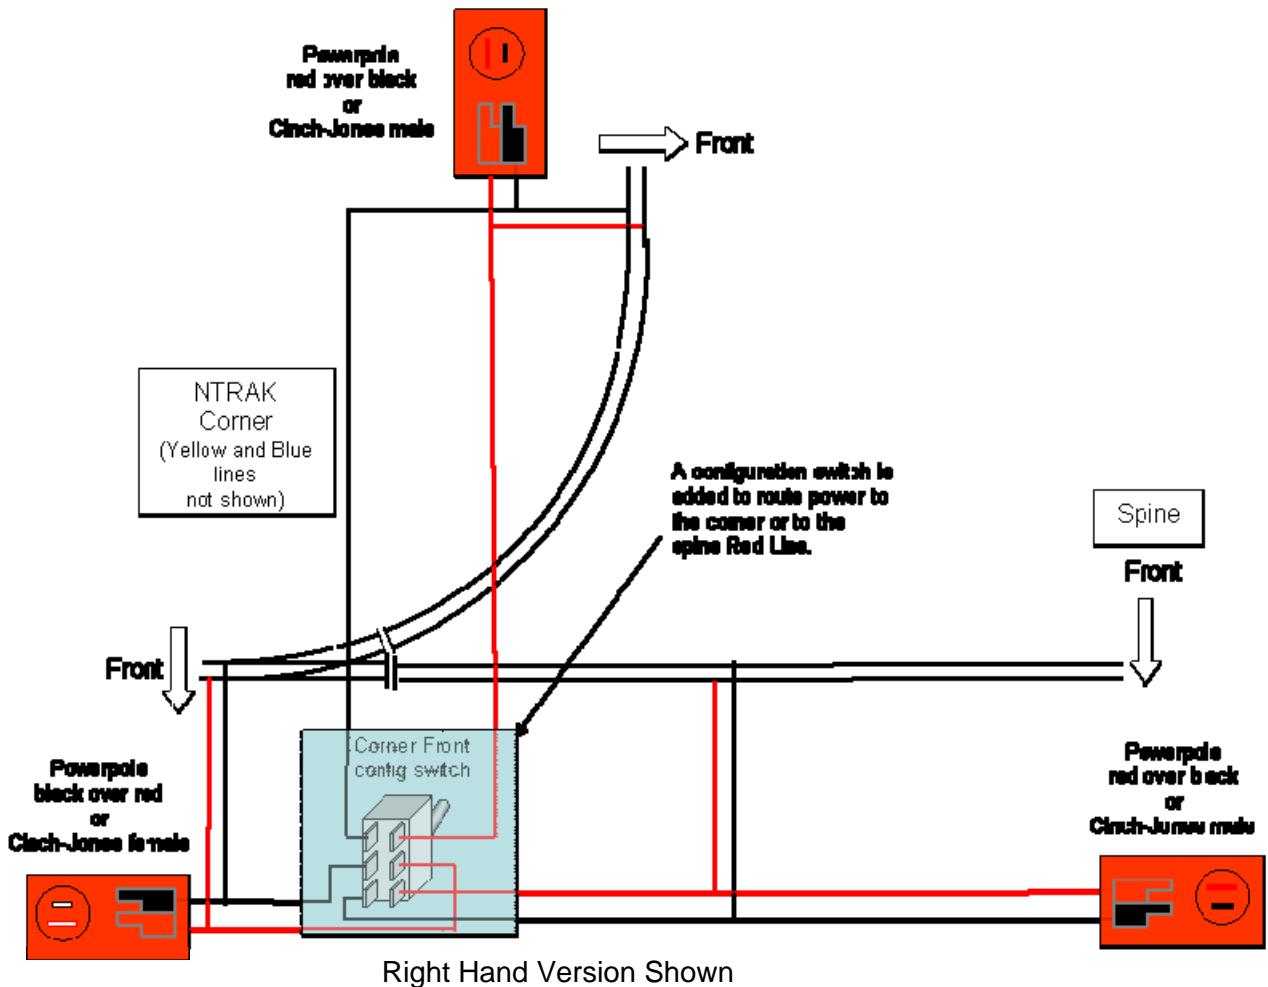 Powerpole
red over black
or
Cinch-Jones male
Front
NTRAK
Corner
(Yellow and Blue
lines
not shown)
A configuration switch is
added to route power to
the corner or to the
spine Red Line.
Spine
Front
Front
Corner Front
config switch
Powerpole
black over red
or
Cinch-Jones female
Powerpole
red over black
or
Cinch-Jones male
Right Hand Version Shown